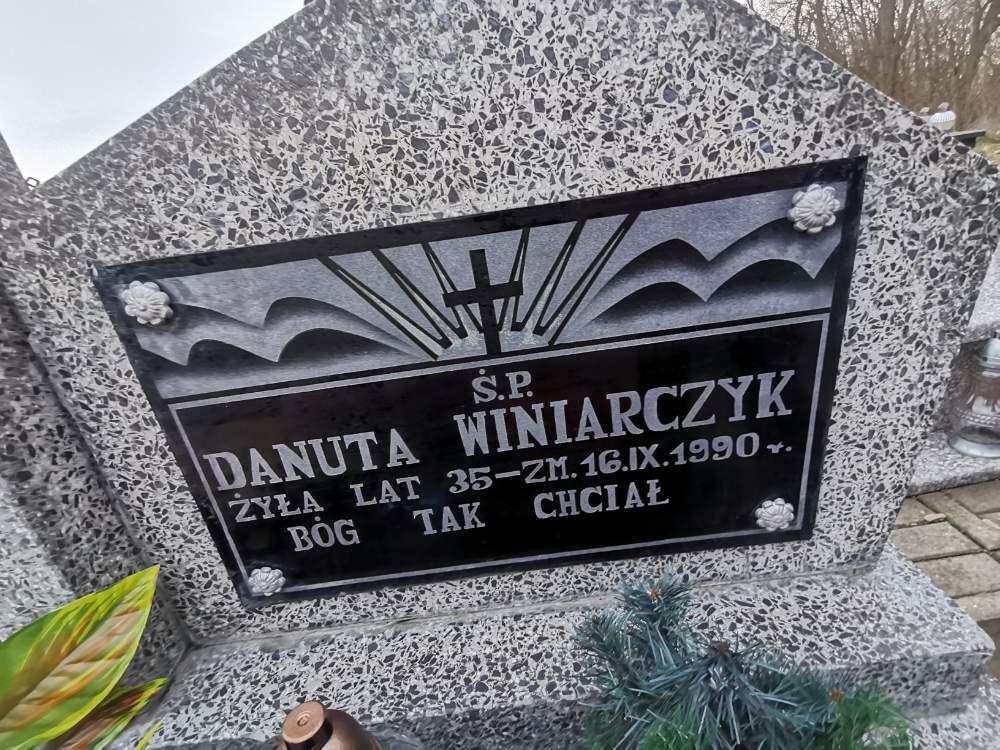 Ś.P.
DANUTA WINIARCZYK
ŻYŁA LAT 35-ZM.16.IX.1990 r.
BÓG TAK CHCIAŁ